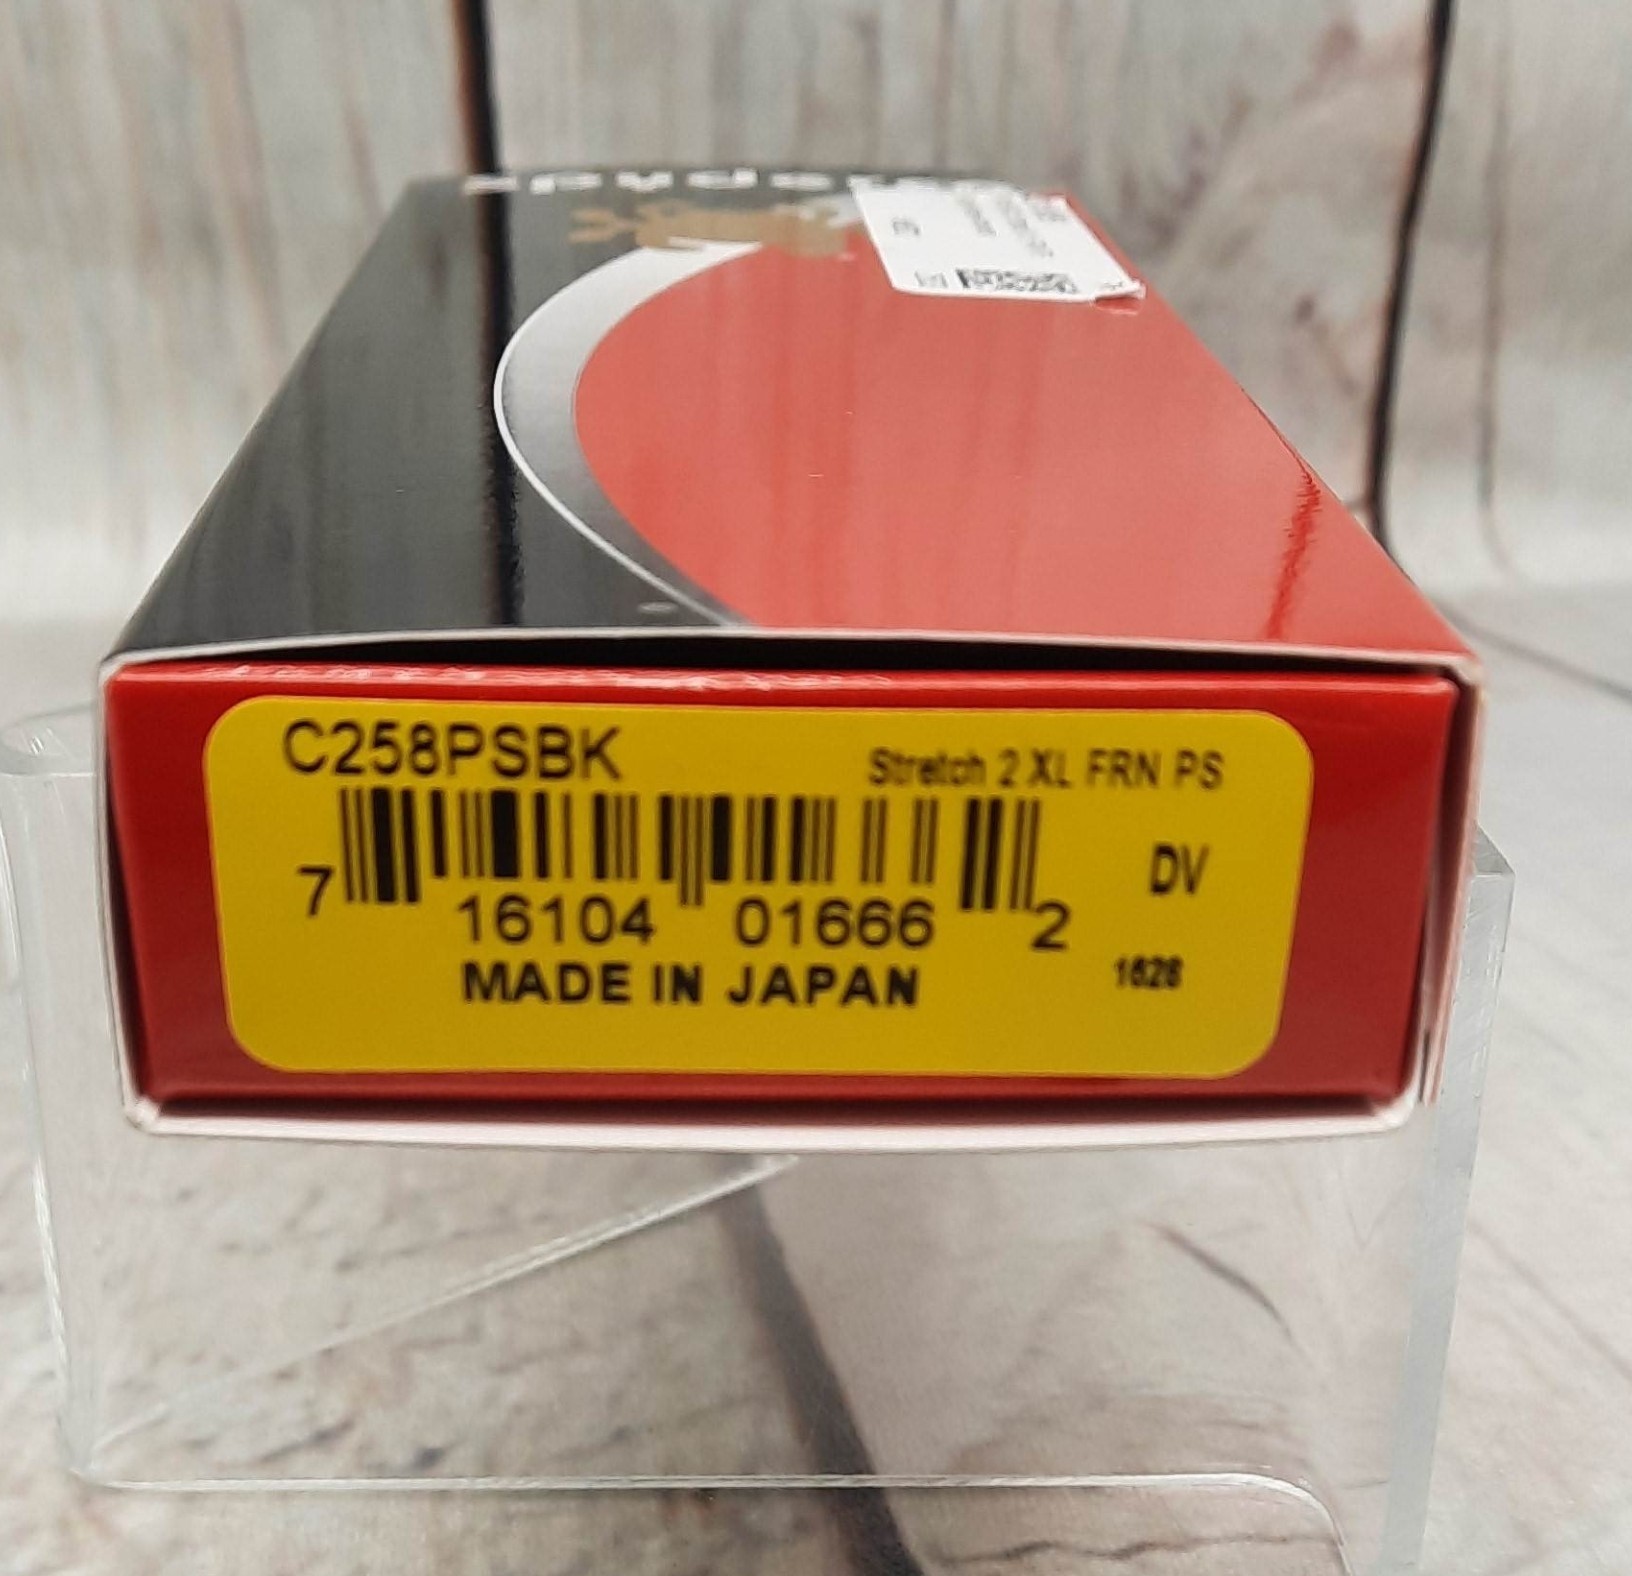 C258PSBK
Stretch 2 XL FRN PS
DV
7 16104 01666 2
MADE IN JAPAN
1628